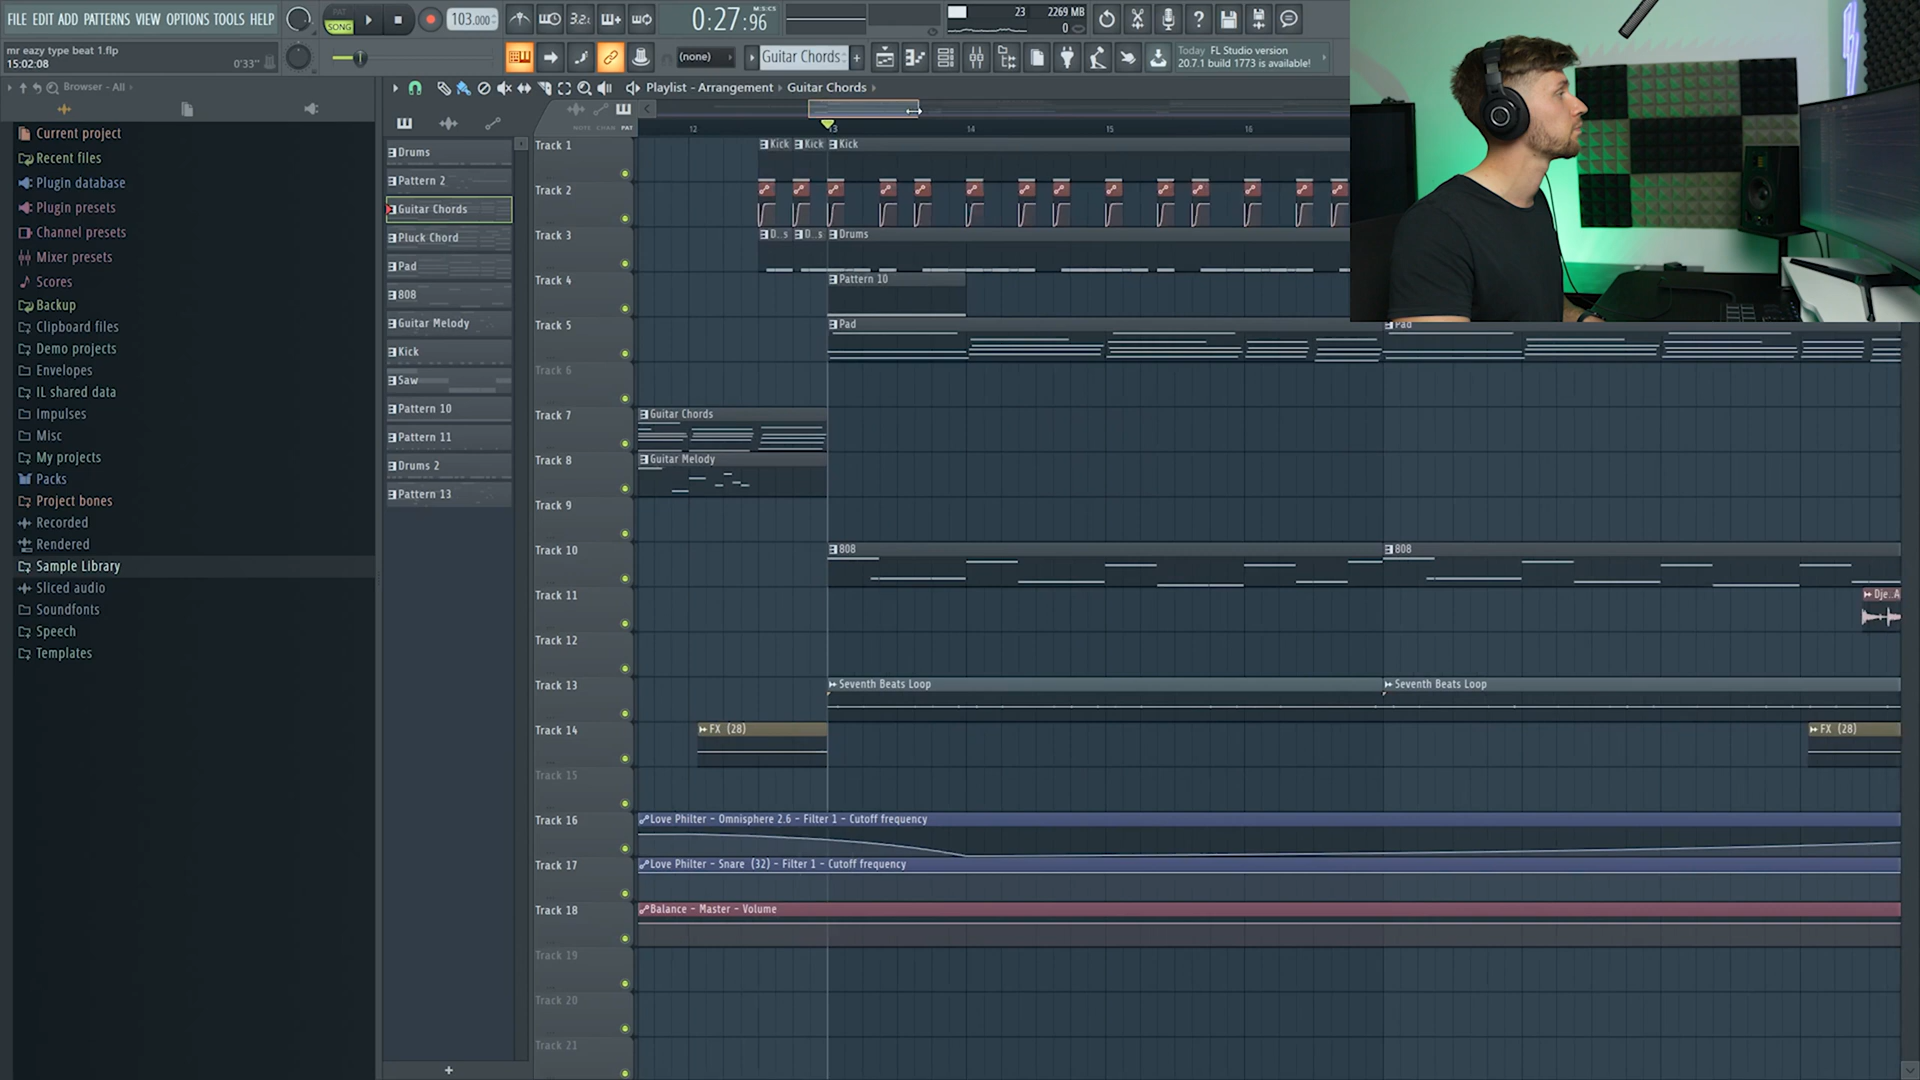 FILE EDIT ADD PATTERNS VIEW OPTIONS TOOLS HELP
PAT
SONG
103.000
3.2.
0:27:96
M:S:CS
23
2269 MB
0
mr eazy type beat 1.flp
15:02:08
0'33"
(none)
Guitar Chords
Today FL Studio version
20.7.1 build 1773 is available!
Browser - All
Playlist - Arrangement
Guitar Chords
NOTE CHAN PAT
12
13
14
15
16
Current project
Recent files
Plugin database
Plugin presets
Channel presets
Mixer presets
Scores
Backup
Clipboard files
Demo projects
Envelopes
IL shared data
Impulses
Misc
My projects
Packs
Project bones
Recorded
Rendered
Sample Library
Sliced audio
Soundfonts
Speech
Templates
Drums
Pattern 2
Guitar Chords
Pluck Chord
Pad
808
Guitar Melody
Kick
Saw
Pattern 10
Pattern 11
Drums 2
Pattern 13
Track 1
Kick
Kick
Kick
Track 2
Track 3
D..s
D..s
Drums
Track 4
Pattern 10
Track 5
Pad
Pad
Track 6
Track 7
Guitar Chords
Track 8
Guitar Melody
Track 9
Track 10
808
808
Track 11
Dje..A
Track 12
Track 13
Seventh Beats Loop
Seventh Beats Loop
Track 14
FX (28)
FX (28)
Track 15
Track 16
Love Philter - Omnisphere 2.6 - Filter 1 - Cutoff frequency
Track 17
Love Philter - Snare (32) - Filter 1 - Cutoff frequency
Track 18
Balance - Master - Volume
Track 19
Track 20
Track 21